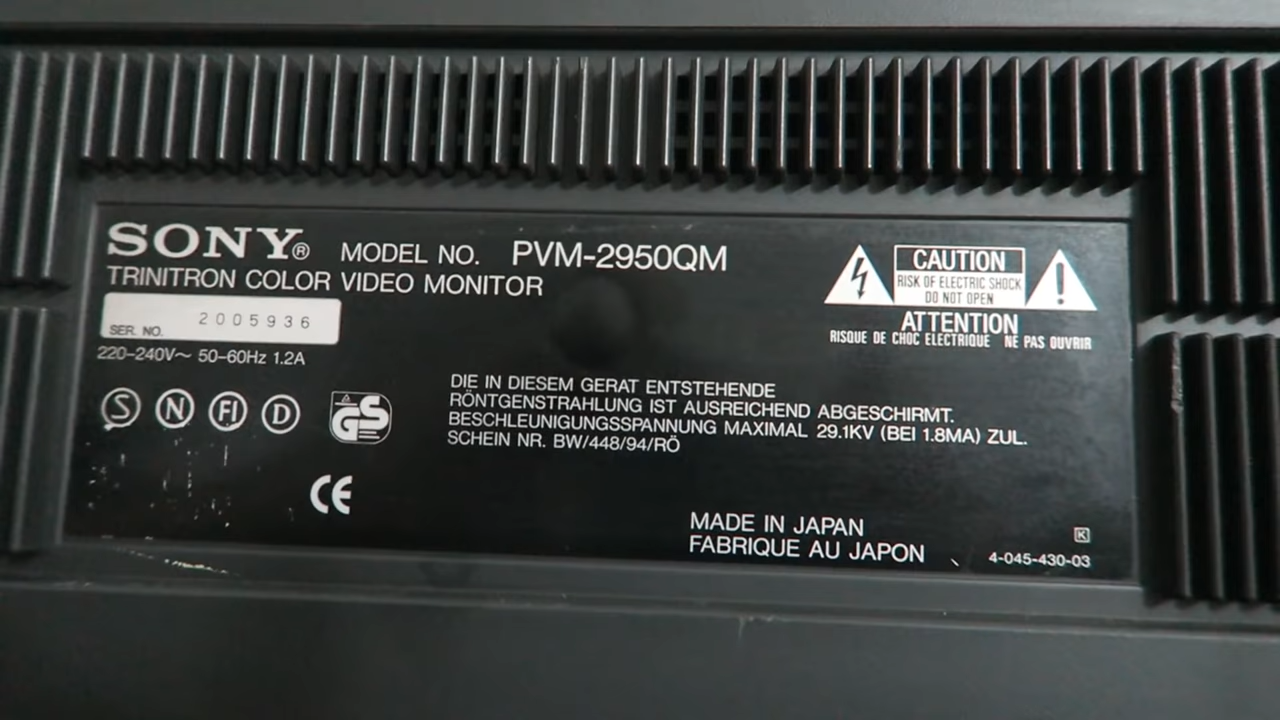 SONY® MODEL NO. PVM-2950QM
TRINITRON COLOR VIDEO MONITOR
SER. NO. 2005936
220-240V~ 50-60Hz 1.2A
S N FI D GS
CE
CAUTION
RISK OF ELECTRIC SHOCK
DO NOT OPEN
ATTENTION
RISQUE DE CHOC ELECTRIQUE NE PAS OUVRIR
DIE IN DIESEM GERAT ENTSTEHENDE
RÖNTGENSTRAHLUNG IST AUSREICHEND ABGESCHIRMT.
BESCHLEUNIGUNGSSPANNUNG MAXIMAL 29.1KV (BEI 1.8MA) ZUL.
SCHEIN NR. BW/448/94/RÖ
MADE IN JAPAN
FABRIQUE AU JAPON
K
4-045-430-03